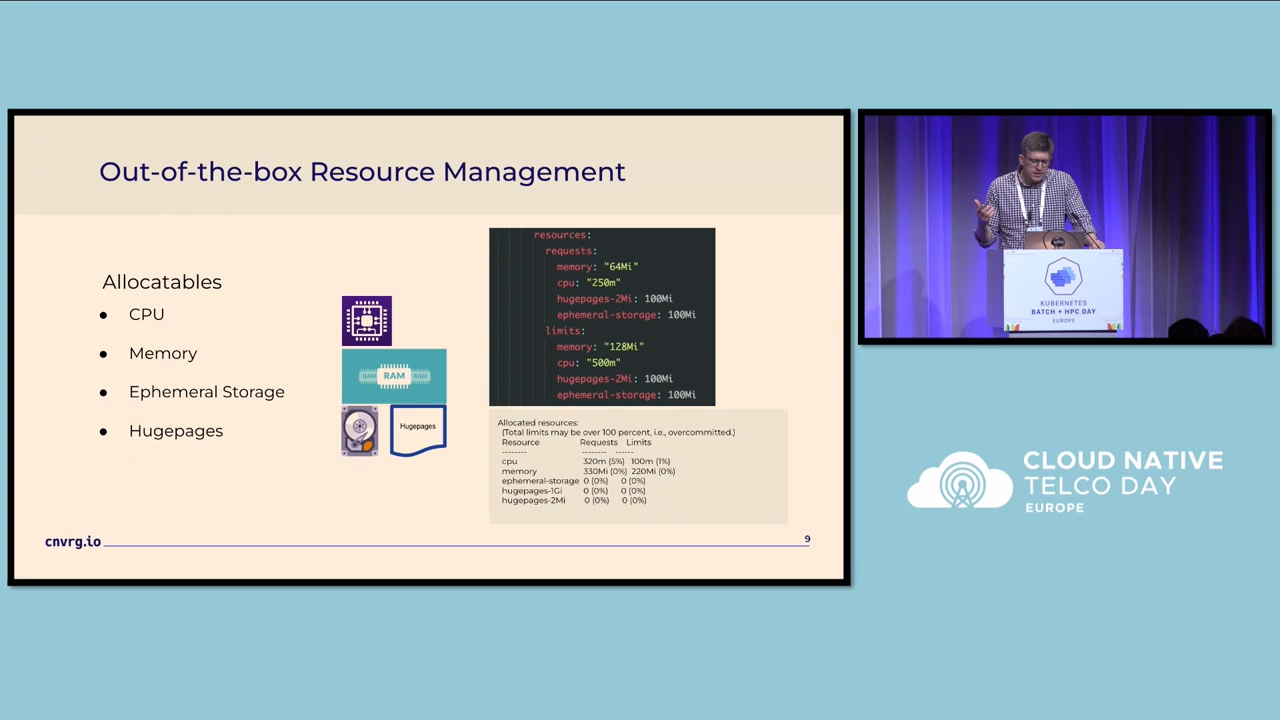 Out-of-the-box Resource Management
Allocatables
● CPU
● Memory
● Ephemeral Storage
● Hugepages
RAM RAM RAM
Hugepages
resources:
requests:
memory: "64Mi"
cpu: "250m"
hugepages-2Mi: 100Mi
ephemeral-storage: 100Mi
limits:
memory: "128Mi"
cpu: "500m"
hugepages-2Mi: 100Mi
ephemeral-storage: 100Mi
Allocated resources:
(Total limits may be over 100 percent, i.e., overcommitted.)
Resource Requests Limits
-------- -------- ------
cpu 320m (5%) 100m (1%)
memory 330Mi (0%) 220Mi (0%)
ephemeral-storage 0 (0%) 0 (0%)
hugepages-1Gi 0 (0%) 0 (0%)
hugepages-2Mi 0 (0%) 0 (0%)
cnvrg.io
9
KUBERNETES
BATCH + HPC DAY
EUROPE
CLOUD NATIVE
TELCO DAY
EUROPE